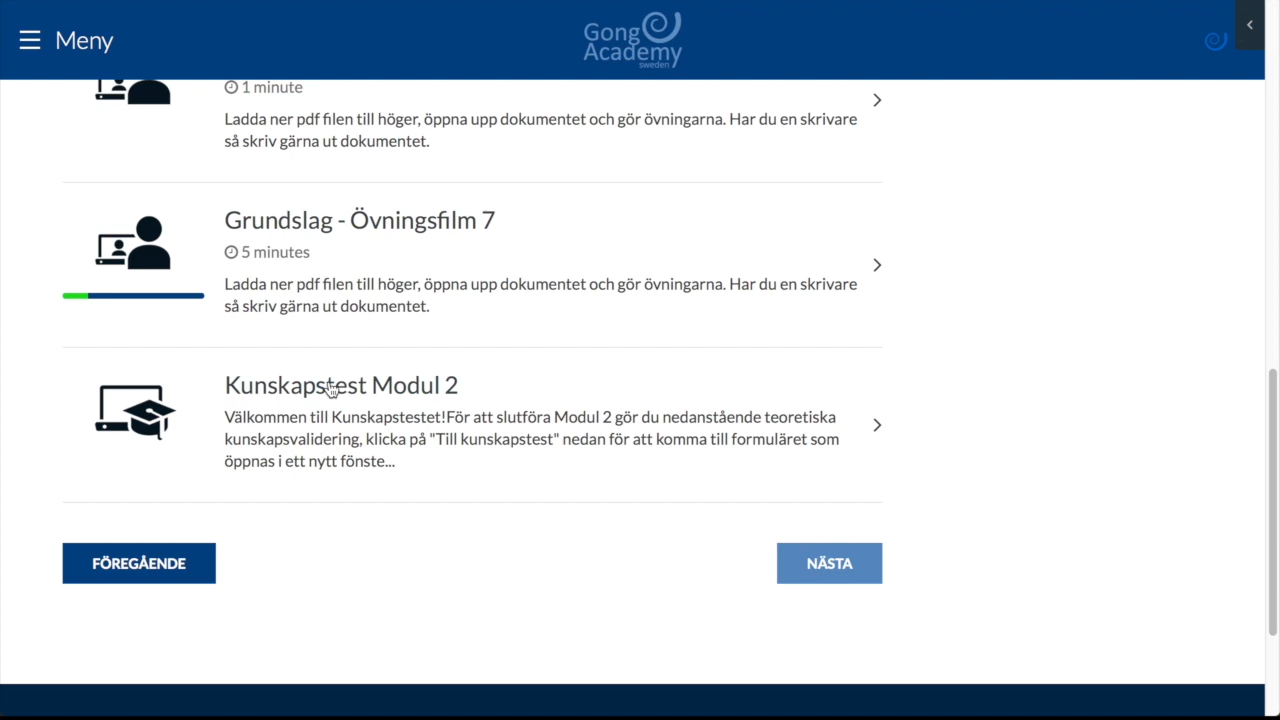 Meny
Gong
Academy
sweden
1 minute
Ladda ner pdf filen till höger, öppna upp dokumentet och gör övningarna. Har du en skrivare
så skriv gärna ut dokumentet.
Grundslag - Övningsfilm 7
5 minutes
Ladda ner pdf filen till höger, öppna upp dokumentet och gör övningarna. Har du en skrivare
så skriv gärna ut dokumentet.
Kunskapstest Modul 2
Välkommen till Kunskapstestet!För att slutföra Modul 2 gör du nedanstående teoretiska
kunskapsvalidering, klicka på "Till kunskapstest" nedan för att komma till formuläret som
öppnas i ett nytt fönste...
FÖREGÅENDE
NÄSTA